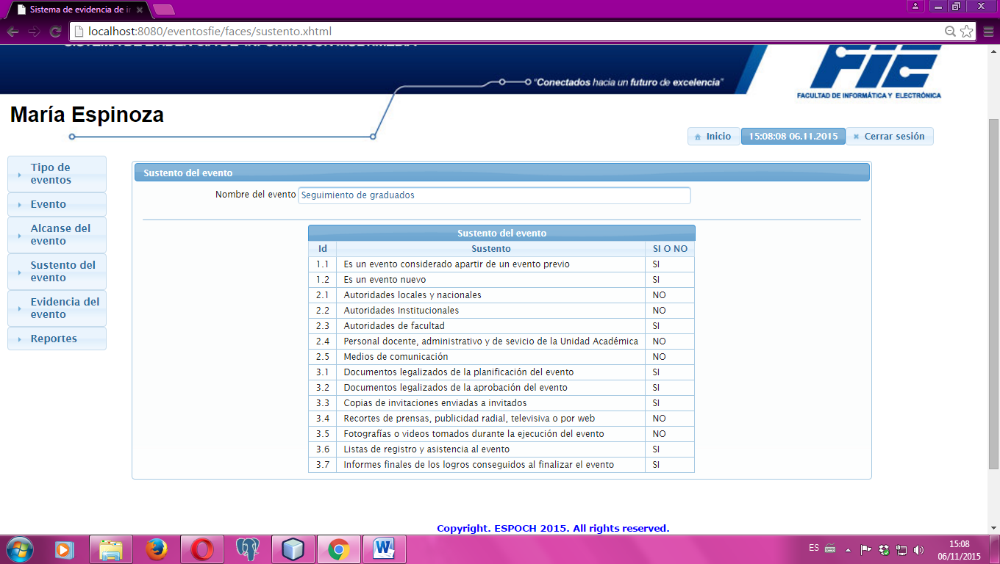 Sistema de evidencia de in
localhost:8080/eventosfie/faces/sustento.xhtml
SISTEMA DE EVIDENCIA DE INFORMACIÓN MULTIMEDIA
"Conectados hacia un futuro de excelencia"
FIE
FACULTAD DE INFORMÁTICA Y ELECTRÓNICA
María Espinoza
Inicio
15:08:08 06.11.2015
Cerrar sesión
Tipo de
eventos
Evento
Alcanse del
evento
Sustento del
evento
Evidencia del
evento
Reportes
Sustento del evento
Nombre del evento Seguimiento de graduados
Sustento del evento
Id Sustento SI O NO
1.1 Es un evento considerado apartir de un evento previo SI
1.2 Es un evento nuevo SI
2.1 Autoridades locales y nacionales NO
2.2 Autoridades Institucionales NO
2.3 Autoridades de facultad SI
2.4 Personal docente, administrativo y de sevicio de la Unidad Académica NO
2.5 Medios de comunicación NO
3.1 Documentos legalizados de la planificación del evento SI
3.2 Documentos legalizados de la aprobación del evento SI
3.3 Copias de invitaciones enviadas a invitados SI
3.4 Recortes de prensas, publicidad radial, televisiva o por web NO
3.5 Fotografías o videos tomados durante la ejecución del evento NO
3.6 Listas de registro y asistencia al evento SI
3.7 Informes finales de los logros conseguidos al finalizar el evento SI
Copyright. ESPOCH 2015. All rights reserved.
ES
15:08
06/11/2015